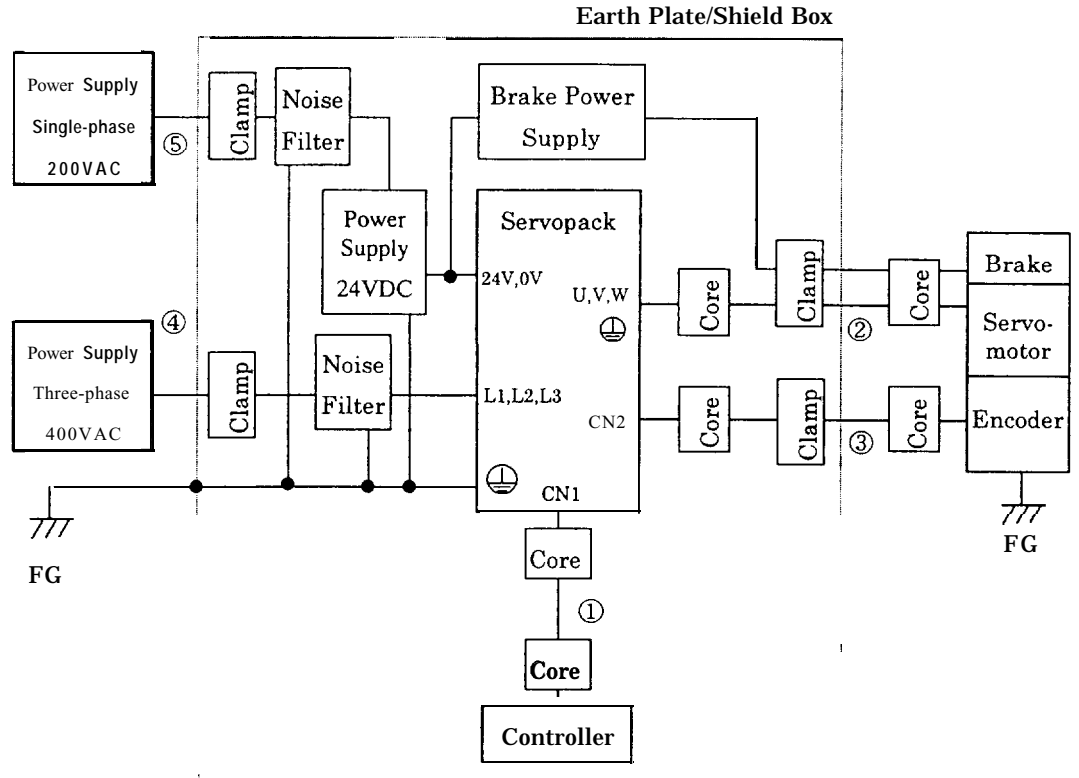 Earth Plate/Shield Box
Power Supply
Single-phase
200VAC
⑤
Clamp
Noise
Filter
Brake Power
Supply
Power
Supply
24VDC
Servopack
24V,0V
U,V,W
L1,L2,L3
CN2
CN1
Core
Clamp
②
Core
Brake
Servo-
motor
Encoder
④
Power Supply
Three-phase
400VAC
Clamp
Noise
Filter
Core
Clamp
③
Core
FG
FG
Core
①
Core
Controller